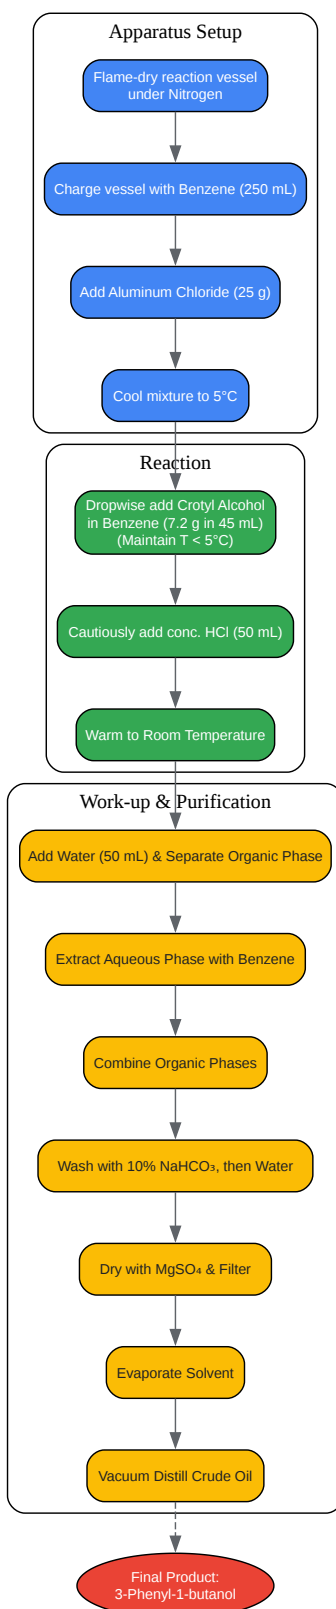 Apparatus Setup
Flame-dry reaction vessel
under Nitrogen
Charge vessel with Benzene (250 mL)
Add Aluminum Chloride (25 g)
Cool mixture to 5°C
Reaction
Dropwise add Crotyl Alcohol
in Benzene (7.2 g in 45 mL)
(Maintain T < 5°C)
Cautiously add conc. HCl (50 mL)
Warm to Room Temperature
Work-up & Purification
Add Water (50 mL) & Separate Organic Phase
Extract Aqueous Phase with Benzene
Combine Organic Phases
Wash with 10% NaHCO₃, then Water
Dry with MgSO₄ & Filter
Evaporate Solvent
Vacuum Distill Crude Oil
Final Product:
3-Phenyl-1-butanol